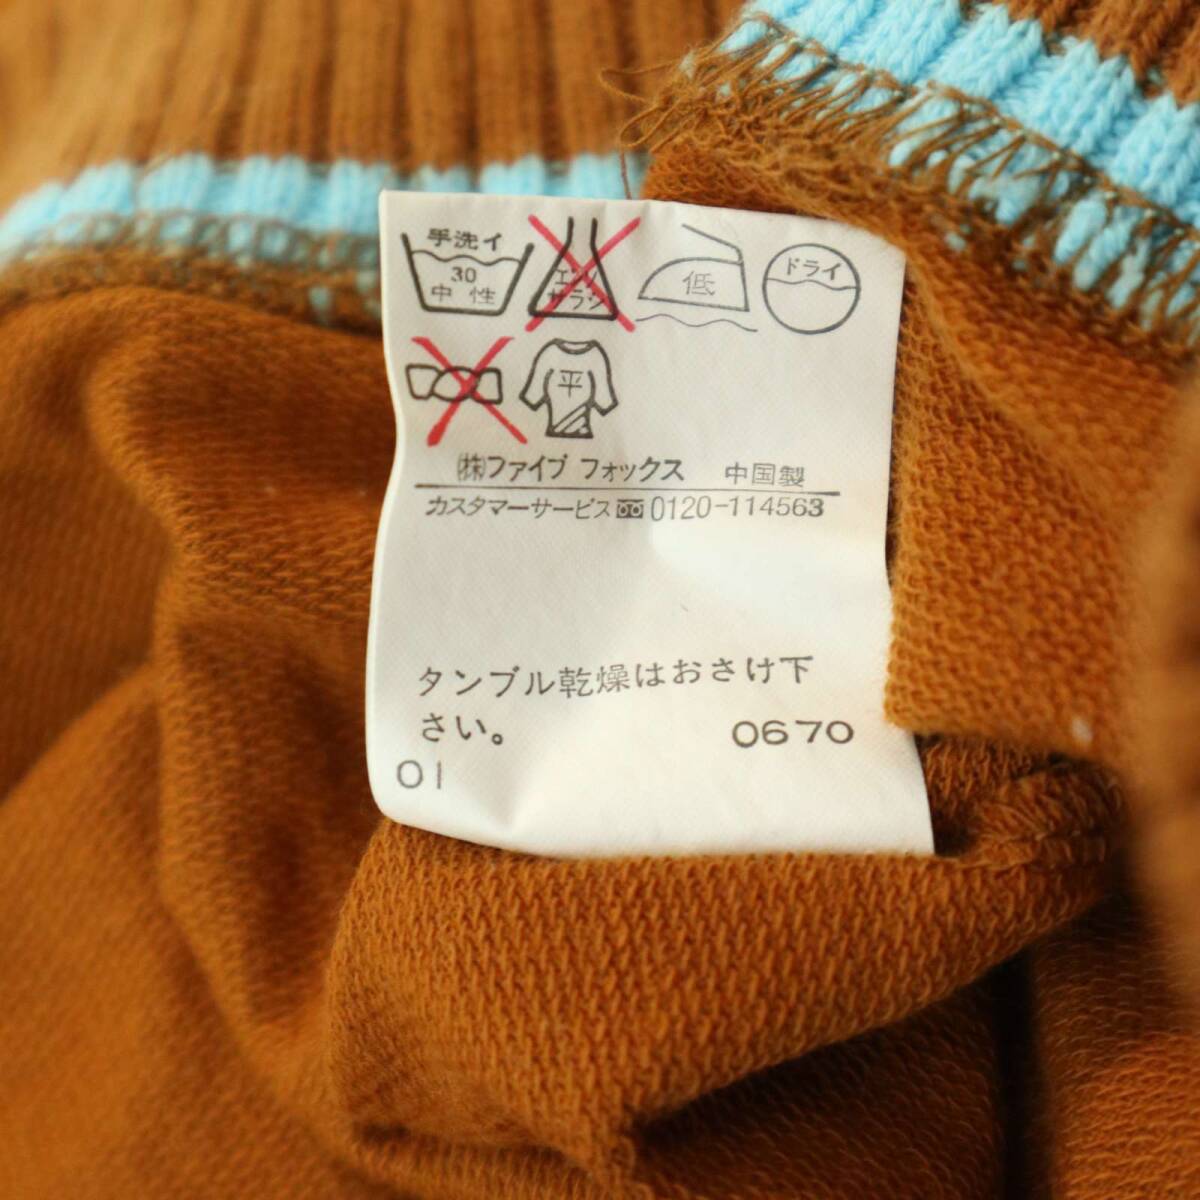 手洗イ
30
中性
エンソ
サラシ
低
ドライ
平
(株)ファイブ フォックス 中国製
カスタマーサービス 0120-114563
タンブル乾燥はおさけ下
さい。 0670
01